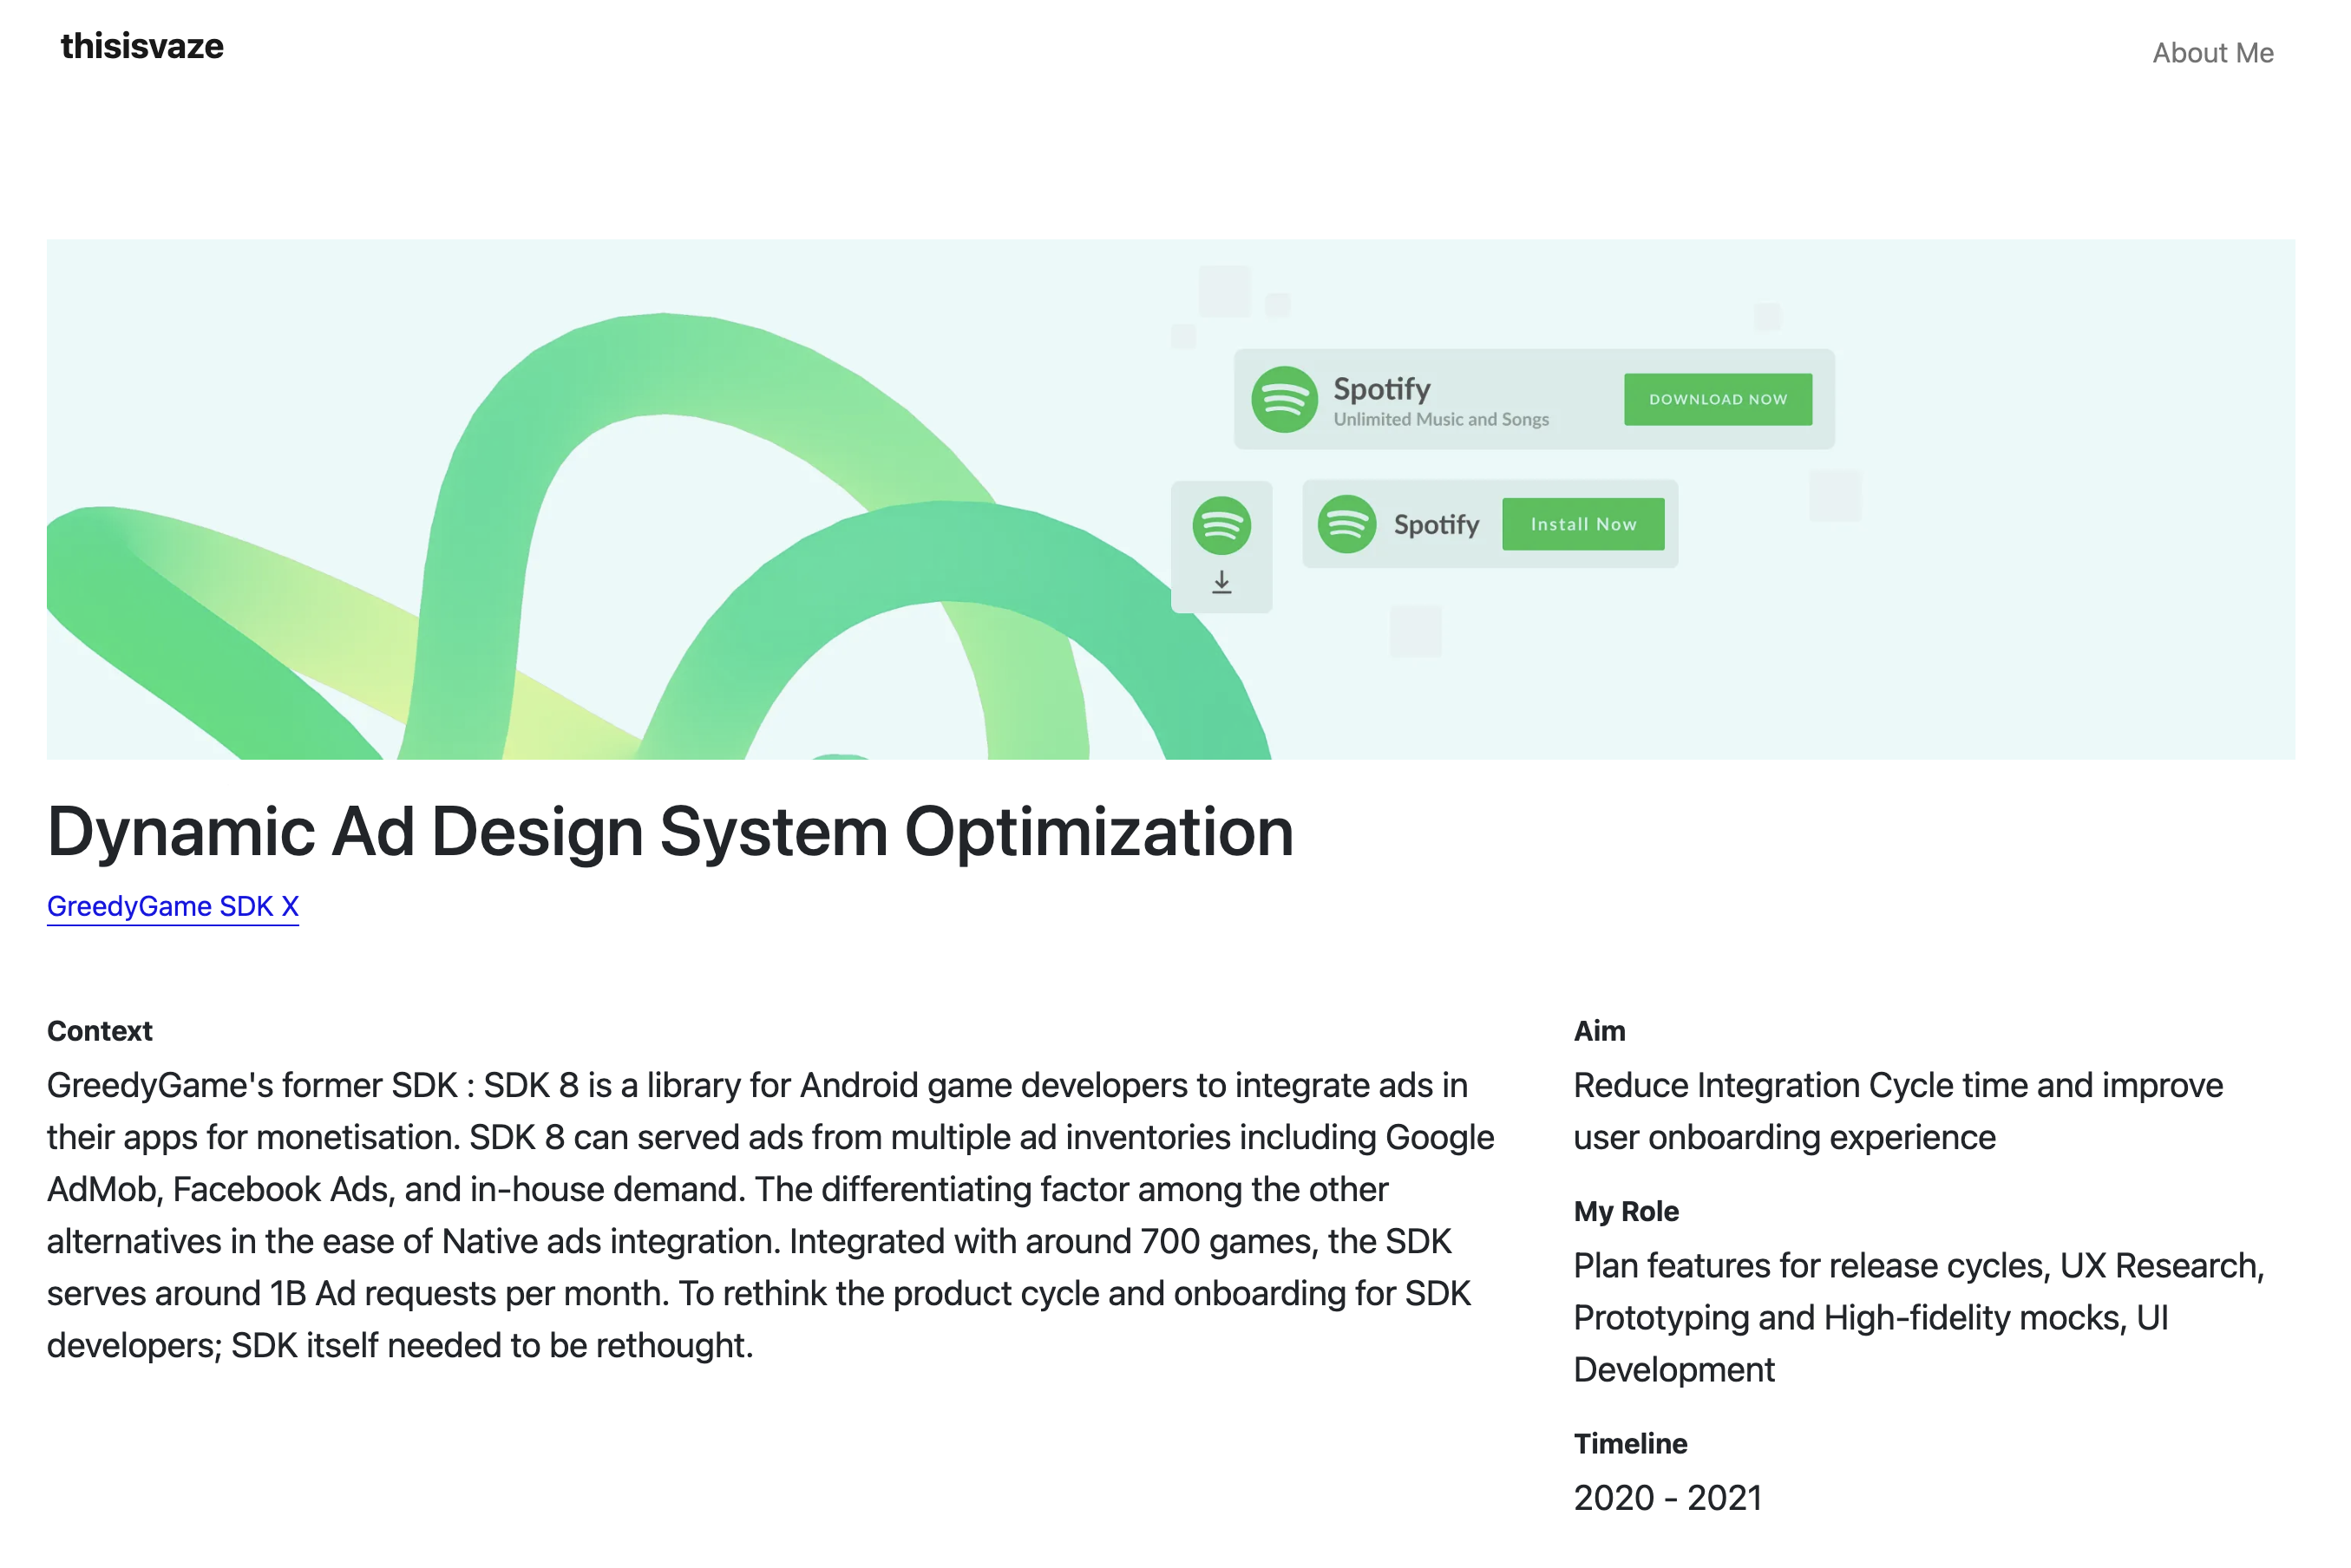 thisisvaze
About Me
Spotify
Unlimited Music and Songs
DOWNLOAD NOW
Spotify
Install Now
Dynamic Ad Design System Optimization
GreedyGame SDK X
Context
GreedyGame's former SDK : SDK 8 is a library for Android game developers to integrate ads in
their apps for monetisation. SDK 8 can served ads from multiple ad inventories including Google
AdMob, Facebook Ads, and in-house demand. The differentiating factor among the other
alternatives in the ease of Native ads integration. Integrated with around 700 games, the SDK
serves around 1B Ad requests per month. To rethink the product cycle and onboarding for SDK
developers; SDK itself needed to be rethought.
Aim
Reduce Integration Cycle time and improve
user onboarding experience
My Role
Plan features for release cycles, UX Research,
Prototyping and High-fidelity mocks, UI
Development
Timeline
2020 - 2021